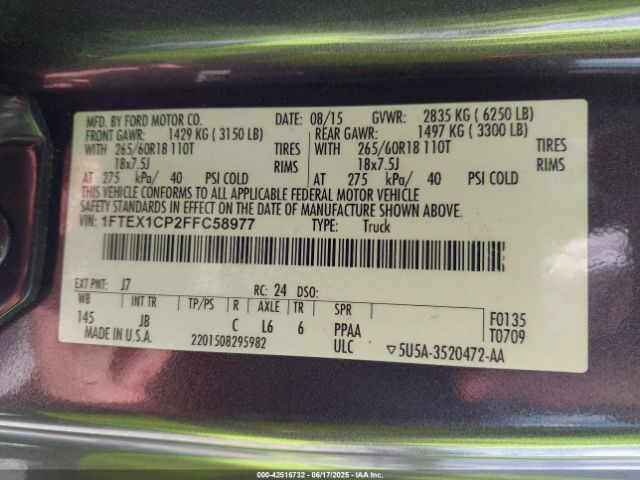 MFD. BY FORD MOTOR CO. DATE: 08/15 GVWR: 2835 KG ( 6250 LB)
FRONT GAWR: 1429 KG ( 3150 LB) REAR GAWR: 1497 KG ( 3300 LB)
WITH 265/60R18 110T TIRES WITH 265/60R18 110T TIRES
18x7.5J RIMS 18x7.5J RIMS
AT 275 kPa/ 40 PSI COLD AT 275 kPa/ 40 PSI COLD
THIS VEHICLE CONFORMS TO ALL APPLICABLE FEDERAL MOTOR VEHICLE
SAFETY STANDARDS IN EFFECT ON THE DATE OF MANUFACTURE SHOWN ABOVE.
VIN: 1FTEX1CP2FFC58977 TYPE: Truck
EXT PNT: J7 RC: 24 DSO:
WB INT TR TP/PS R AXLE TR SPR F0135
145 JB C L6 6 PPAA T0709
MADE IN U.S.A. 2201508295982 ULC ▽5U5A-3520472-AA
000-42516732 - 06/17/2025 - IAA Inc.